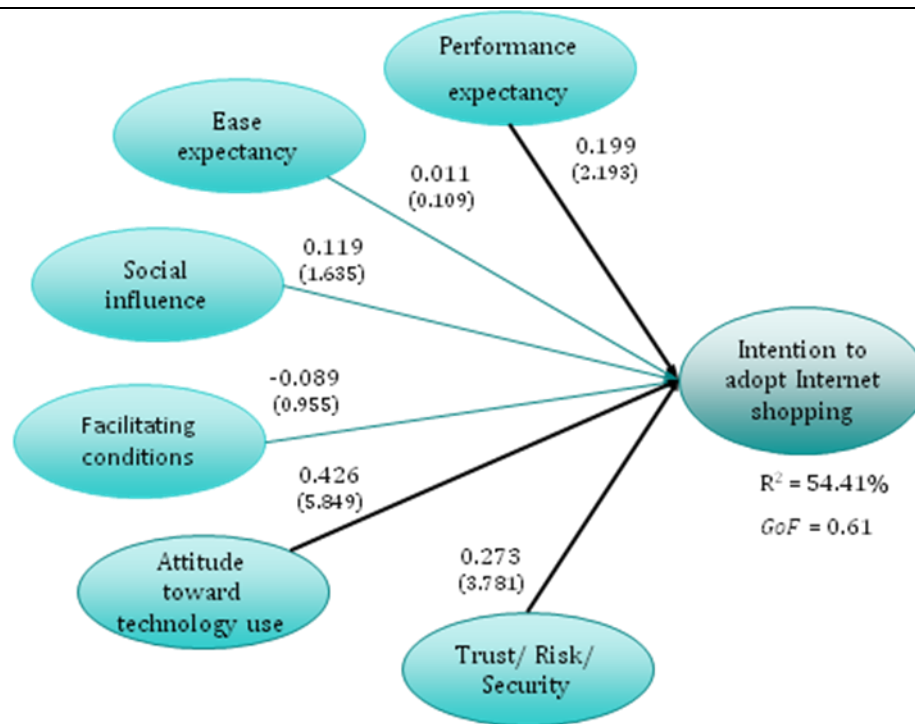 Performance
expectancy
0.199
(2.193)
Ease
expectancy
0.011
(0.109)
0.119
(1.635)
Social
influence
-0.089
(0.955)
Facilitating
conditions
Intention to
adopt Internet
shopping
R² = 54.41%
GoF = 0.61
0.426
(5.849)
Attitude
toward
technology use
0.273
(3.781)
Trust/ Risk/
Security